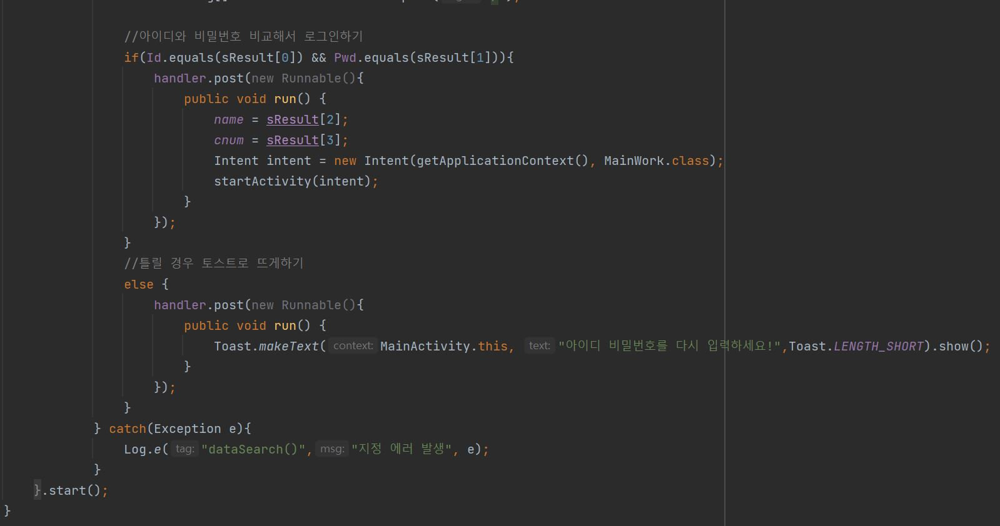 //아이디와 비밀번호 비교해서 로그인하기
if(Id.equals(sResult[0]) && Pwd.equals(sResult[1])){
handler.post(new Runnable(){
public void run() {
name = sResult[2];
cnum = sResult[3];
Intent intent = new Intent(getApplicationContext(), MainWork.class);
startActivity(intent);
}
});
}
//틀릴 경우 토스트로 뜨게하기
else {
handler.post(new Runnable(){
public void run() {
Toast.makeText( context: MainActivity.this, text: "아이디 비밀번호를 다시 입력하세요!",Toast.LENGTH_SHORT).show();
}
});
}
} catch(Exception e){
Log.e( tag: "dataSearch()", msg: "지정 에러 발생", e);
}
}.start();
}